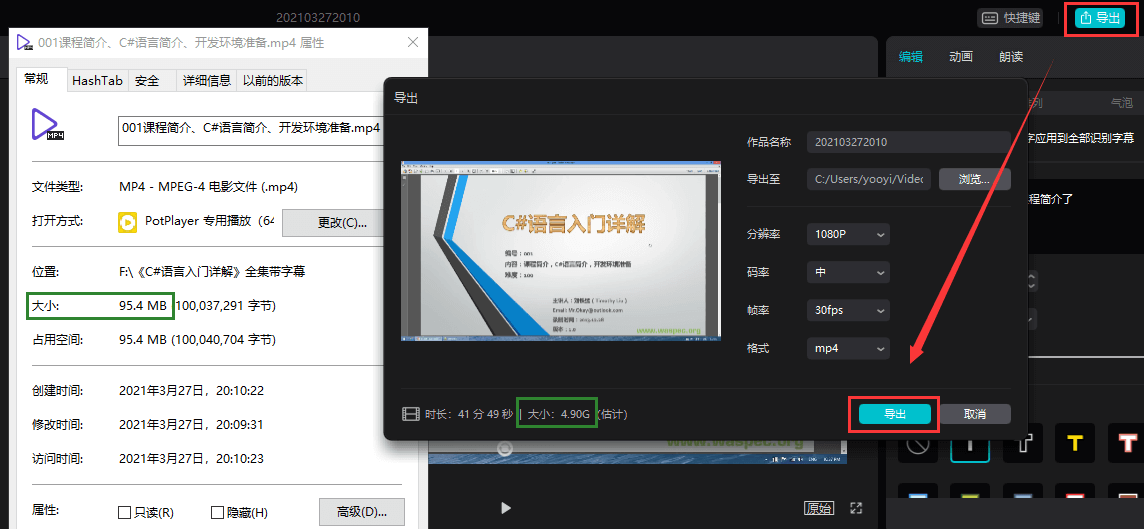 202103272010
快捷键
导出
001课程简介、C#语言简介、开发环境准备.mp4 属性
常规
HashTab
安全
详细信息
以前的版本
MP4
001课程简介、C#语言简介、开发环境准备.mp4
文件类型:
MP4 - MPEG-4 电影文件 (.mp4)
打开方式:
PotPlayer 专用播放（64
更改(C)...
位置:
F:\《C#语言入门详解》全集带字幕
大小:
95.4 MB (100,037,291 字节)
占用空间:
95.4 MB (100,040,704 字节)
创建时间:
2021年3月27日，20:10:22
修改时间:
2021年3月27日，20:09:31
访问时间:
2021年3月27日，20:10:23
属性:
只读(R)
隐藏(H)
高级(D)...
导出
C#语言入门详解
编号：001
内容：课程简介，C#语言简介，开发环境准备
难度：100
主讲人：刘铁猛（Timothy Liu）
Email：Mr.Okay@outlook.com
www.waspec.org
作品名称
202103272010
导出至
C:/Users/yooyi/Videc
浏览...
分辨率
1080P
码率
中
帧率
30fps
格式
mp4
时长：41 分 49 秒 | 大小：4.90G（估计）
导出
取消
编辑
动画
朗读
排列
气泡
字应用到全部识别字幕
程简介了
T
T
T
T
www.waspec.org
原始